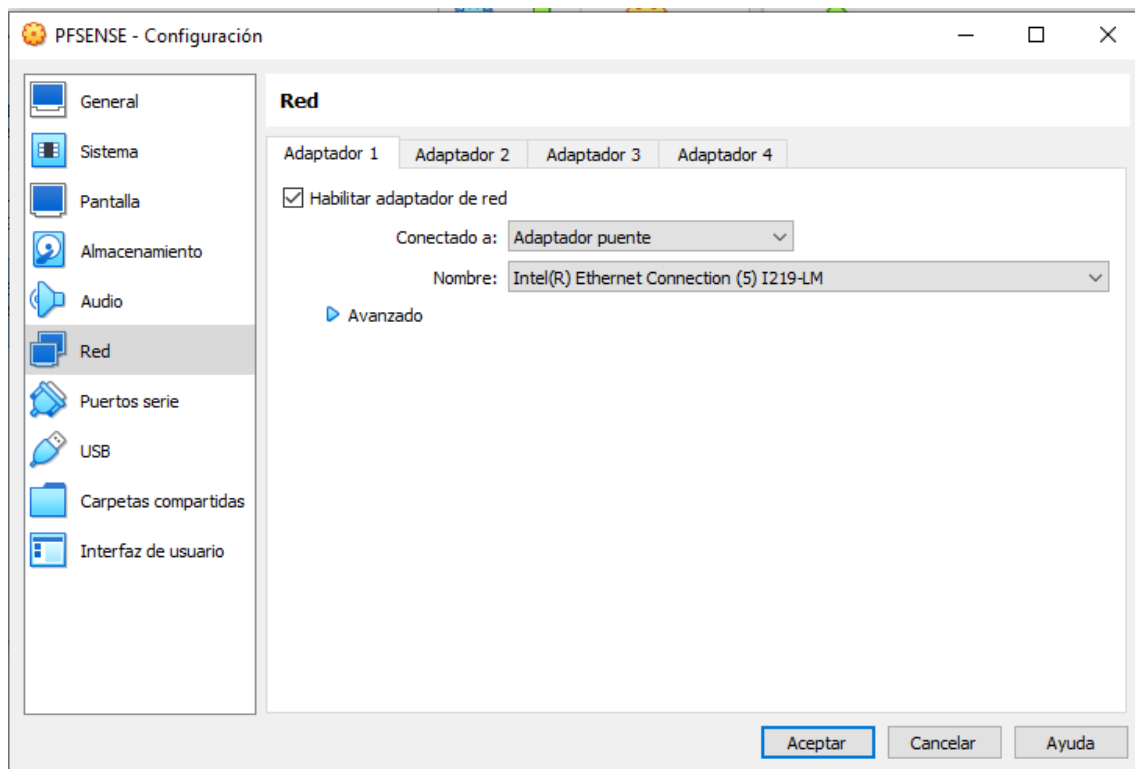 PFSENSE - Configuración
General
Sistema
Pantalla
Almacenamiento
Audio
Red
Puertos serie
USB
Carpetas compartidas
Interfaz de usuario
Red
Adaptador 1 Adaptador 2 Adaptador 3 Adaptador 4
Habilitar adaptador de red
Conectado a: Adaptador puente
Nombre: Intel(R) Ethernet Connection (5) I219-LM
Avanzado
Aceptar Cancelar Ayuda